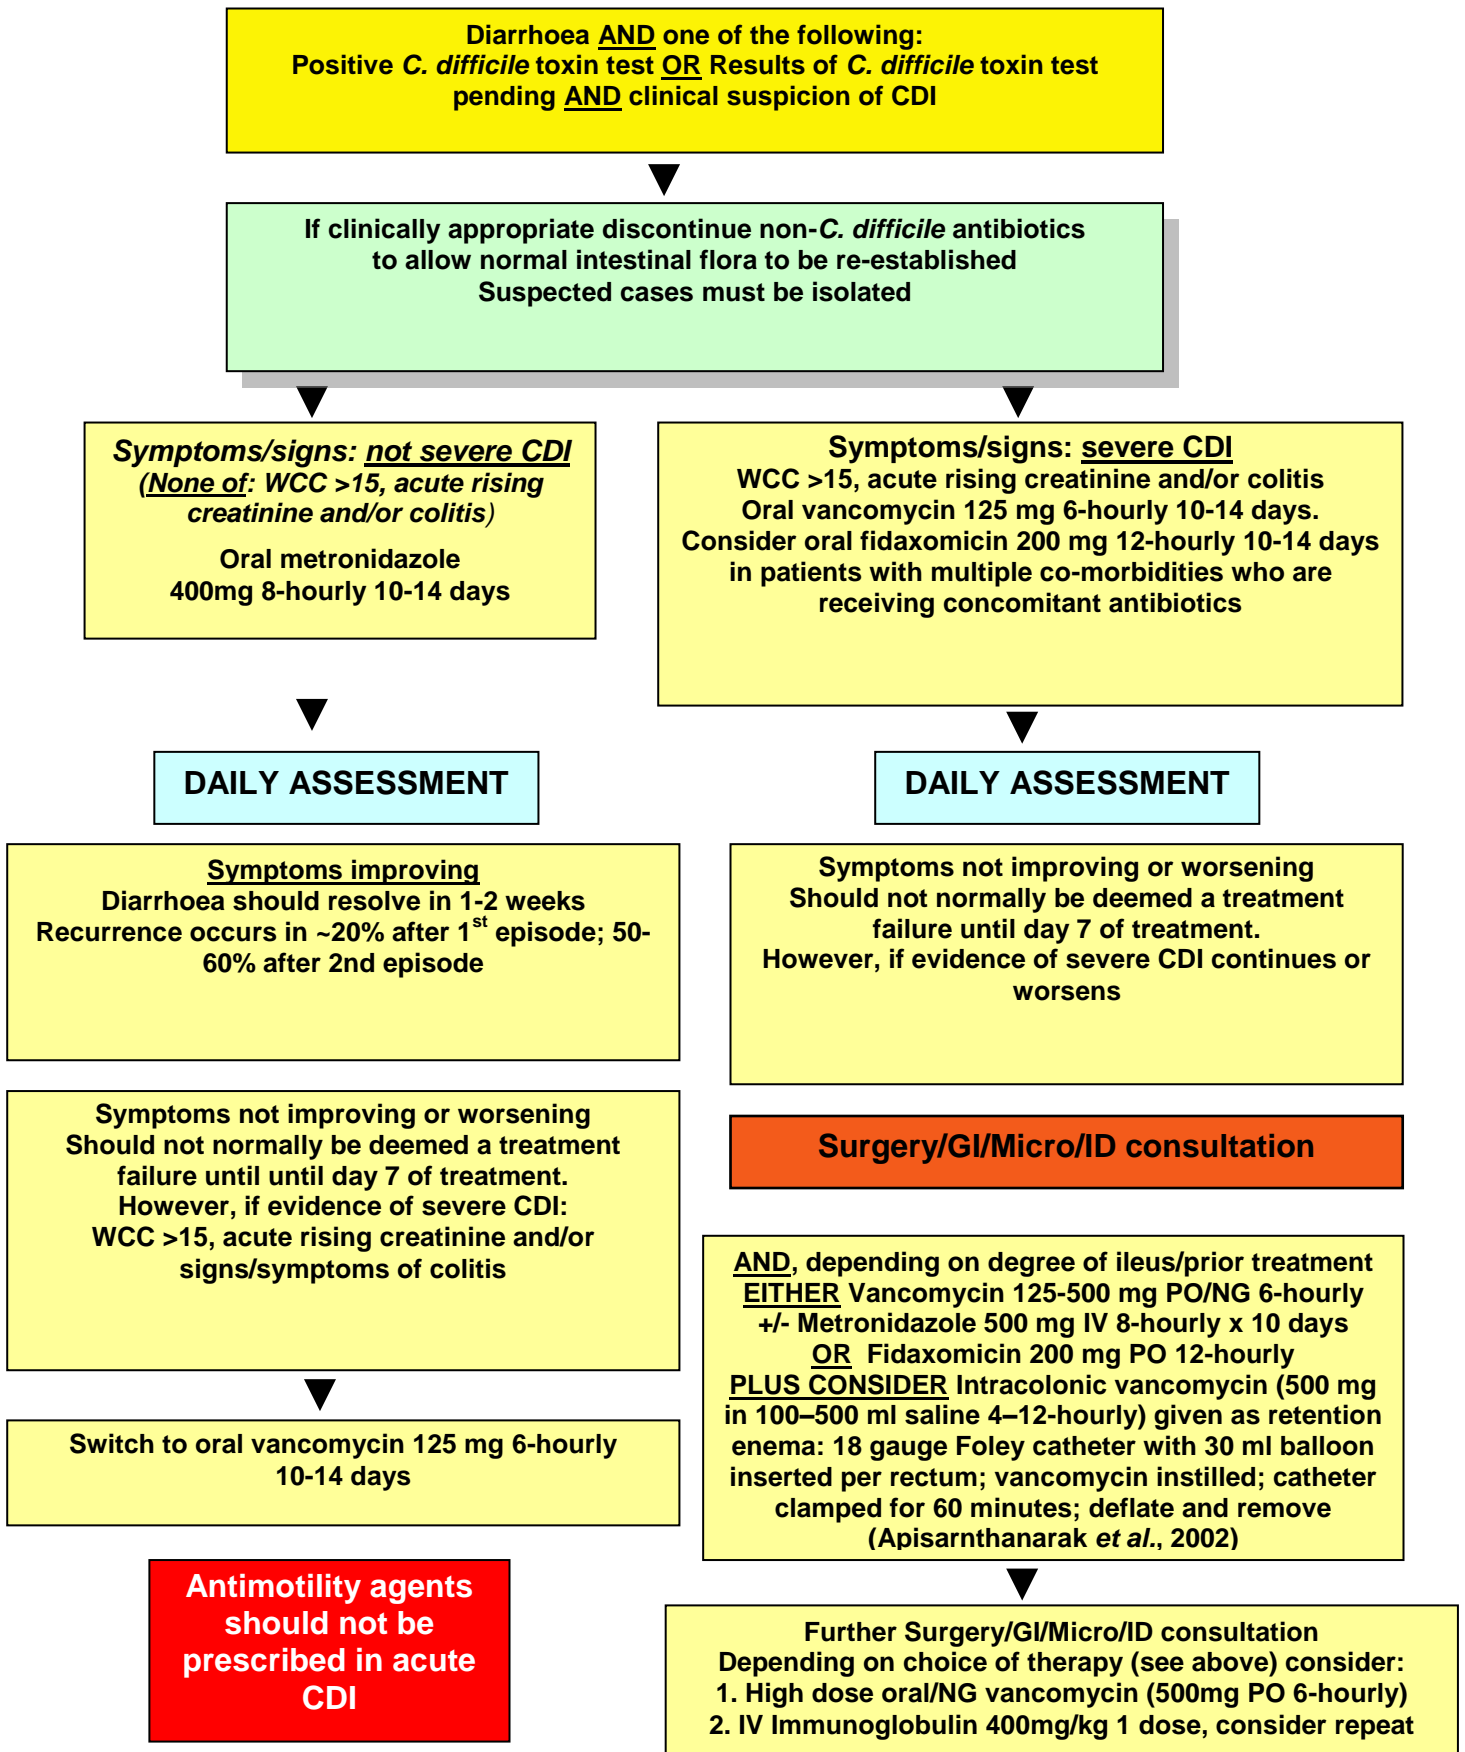 Diarrhoea AND one of the following:
Positive C. difficile toxin test OR Results of C. difficile toxin test
pending AND clinical suspicion of CDI
If clinically appropriate discontinue non-C. difficile antibiotics
to allow normal intestinal flora to be re-established
Suspected cases must be isolated
Symptoms/signs: not severe CDI
(None of: WCC >15, acute rising
creatinine and/or colitis)
Oral metronidazole
400mg 8-hourly 10-14 days
Symptoms/signs: severe CDI
WCC >15, acute rising creatinine and/or colitis
Oral vancomycin 125 mg 6-hourly 10-14 days.
Consider oral fidaxomicin 200 mg 12-hourly 10-14 days
in patients with multiple co-morbidities who are
receiving concomitant antibiotics
DAILY ASSESSMENT
DAILY ASSESSMENT
Symptoms improving
Diarrhoea should resolve in 1-2 weeks
Recurrence occurs in ~20% after 1st episode; 50-
60% after 2nd episode
Symptoms not improving or worsening
Should not normally be deemed a treatment
failure until until day 7 of treatment.
However, if evidence of severe CDI:
WCC >15, acute rising creatinine and/or
signs/symptoms of colitis
Switch to oral vancomycin 125 mg 6-hourly
10-14 days
Antimotility agents
should not be
prescribed in acute
CDI
Symptoms not improving or worsening
Should not normally be deemed a treatment
failure until day 7 of treatment.
However, if evidence of severe CDI continues or
worsens
Surgery/GI/Micro/ID consultation
AND, depending on degree of ileus/prior treatment
EITHER Vancomycin 125-500 mg PO/NG 6-hourly
+/- Metronidazole 500 mg IV 8-hourly x 10 days
OR Fidaxomicin 200 mg PO 12-hourly
PLUS CONSIDER Intracolonic vancomycin (500 mg
in 100–500 ml saline 4–12-hourly) given as retention
enema: 18 gauge Foley catheter with 30 ml balloon
inserted per rectum; vancomycin instilled; catheter
clamped for 60 minutes; deflate and remove
(Apisarnthanarak et al., 2002)
Further Surgery/GI/Micro/ID consultation
Depending on choice of therapy (see above) consider:
1. High dose oral/NG vancomycin (500mg PO 6-hourly)
2. IV Immunoglobulin 400mg/kg 1 dose, consider repeat